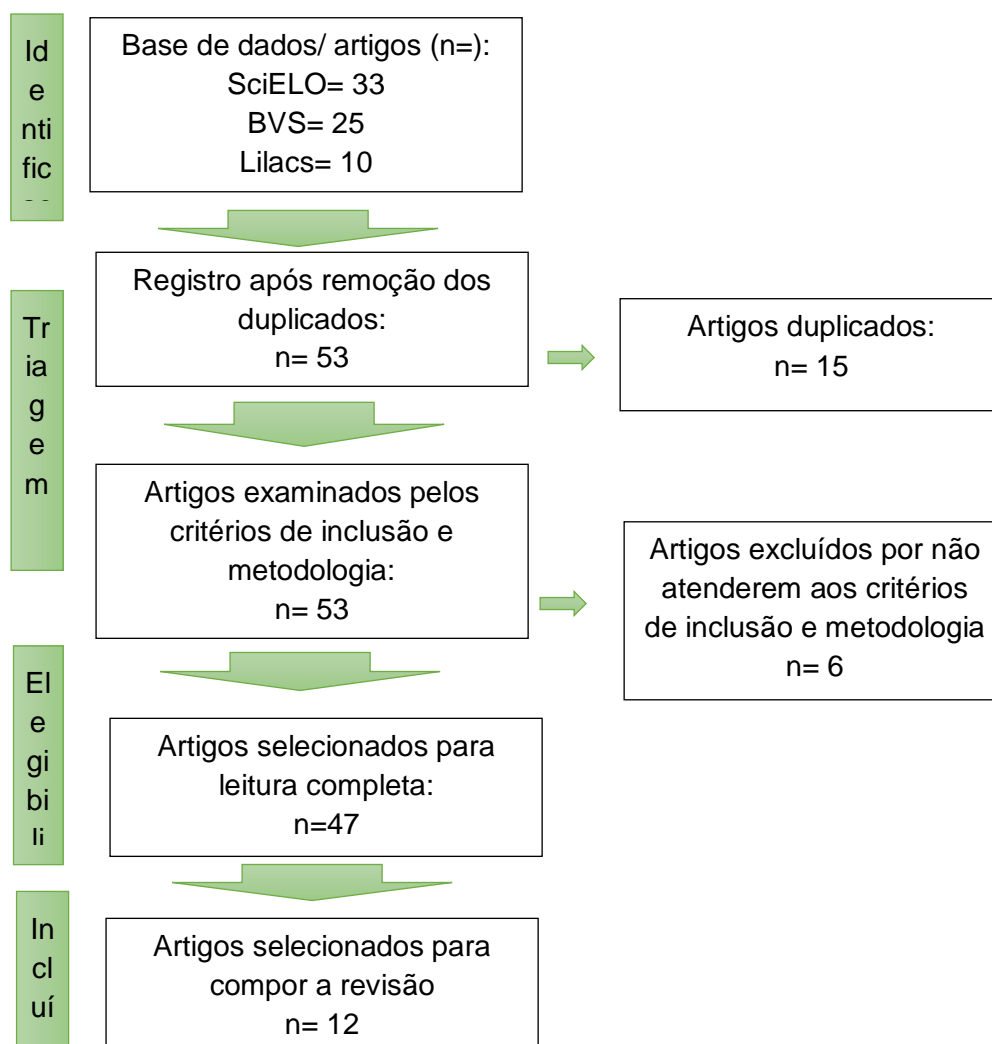 Id
e
nti
fic
Base de dados/ artigos (n=):
SciELO= 33
BVS= 25
Lilacs= 10
Tr
ia
g
e
m
Registro após remoção dos
duplicados:
n= 53
Artigos duplicados:
n= 15
Artigos examinados pelos
critérios de inclusão e
metodologia:
n= 53
Artigos excluídos por não
atenderem aos critérios
de inclusão e metodologia
n= 6
El
e
gi
bi
li
Artigos selecionados para
leitura completa:
n=47
In
cl
uí
Artigos selecionados para
compor a revisão
n= 12